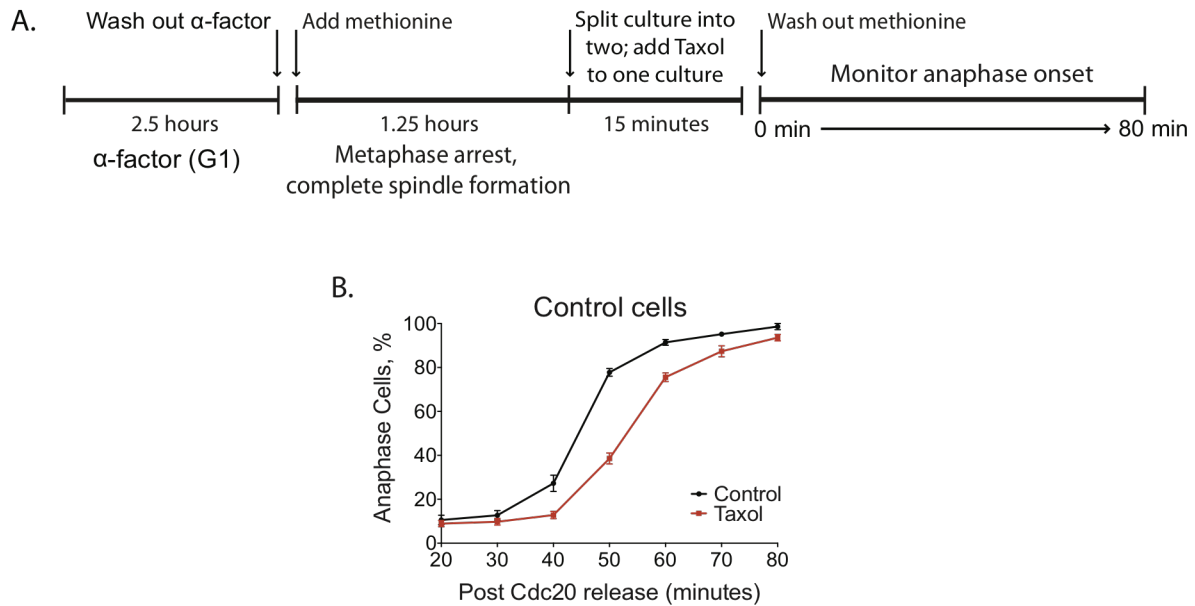 A.
Wash out α-factor
Add methionine
Split culture into
two; add Taxol
to one culture
Wash out methionine
Monitor anaphase onset
2.5 hours
1.25 hours
15 minutes
0 min
80 min
α-factor (G1)
Metaphase arrest,
complete spindle formation
B.
Control cells
Anaphase Cells, %
100
80
60
40
20
0
Control
Taxol
20 30 40 50 60 70 80
Post Cdc20 release (minutes)